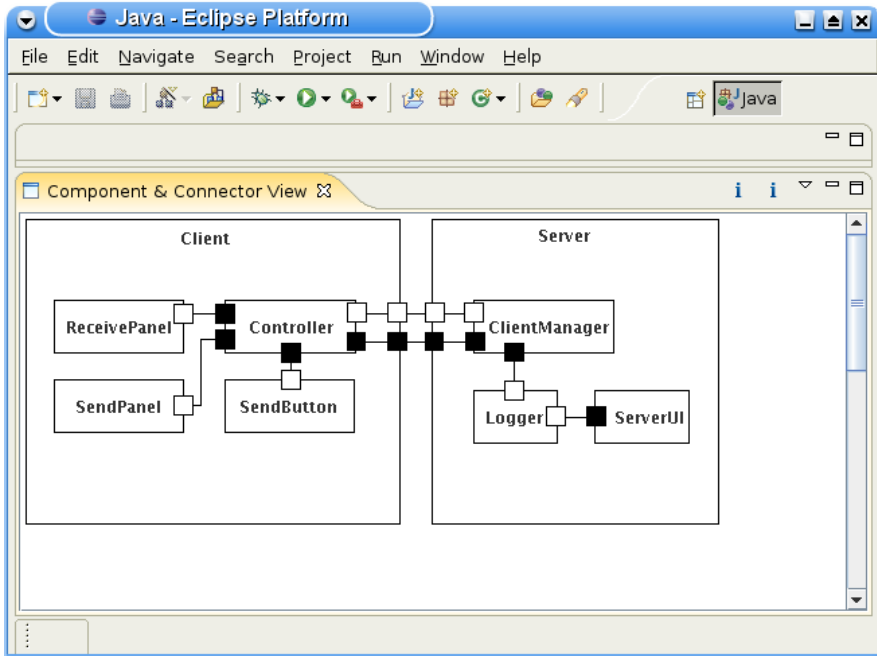 Java - Eclipse Platform
File Edit Navigate Search Project Run Window Help
Java
Component & Connector View
i i
Client
Server
ReceivePanel
Controller
ClientManager
SendPanel
SendButton
Logger
ServerUI